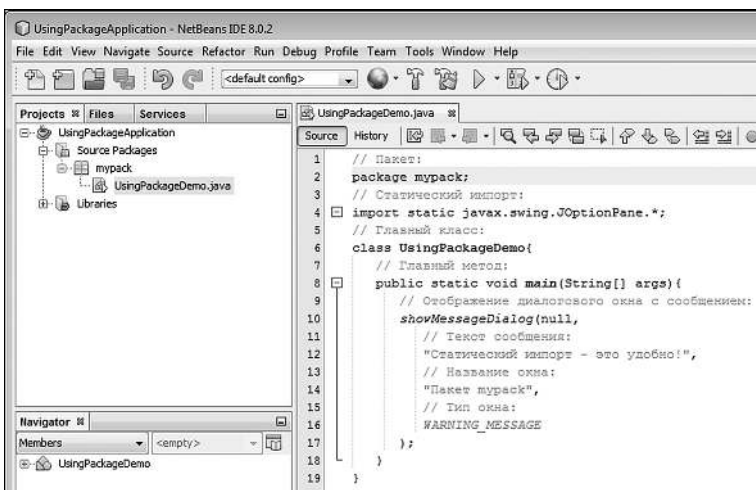 UsingPackageApplication - NetBeans IDE 8.0.2
File Edit View Navigate Source Refactor Run Debug Profile Team Tools Window Help
<default config>
Projects Files Services
UsingPackageApplication
Source Packages
mypack
UsingPackageDemo.java
Libraries
Navigator
Members <empty>
UsingPackageDemo
UsingPackageDemo.java
Source History
1 // Пакет:
2 package mypack;
3 // Статический импорт:
4 import static javax.swing.JOptionPane.*;
5 // Главный класс:
6 class UsingPackageDemo{
7 // Главный метод:
8 public static void main(String[] args){
9 // Отображение диалогового окна с сообщением:
10 showMessageDialog(null,
11 // Текст сообщения:
12 "Статический импорт - это удобно!",
13 // Название окна:
14 "Пакет mypack",
15 // Тип окна:
16 WARNING_MESSAGE
17 );
18 }
19 }